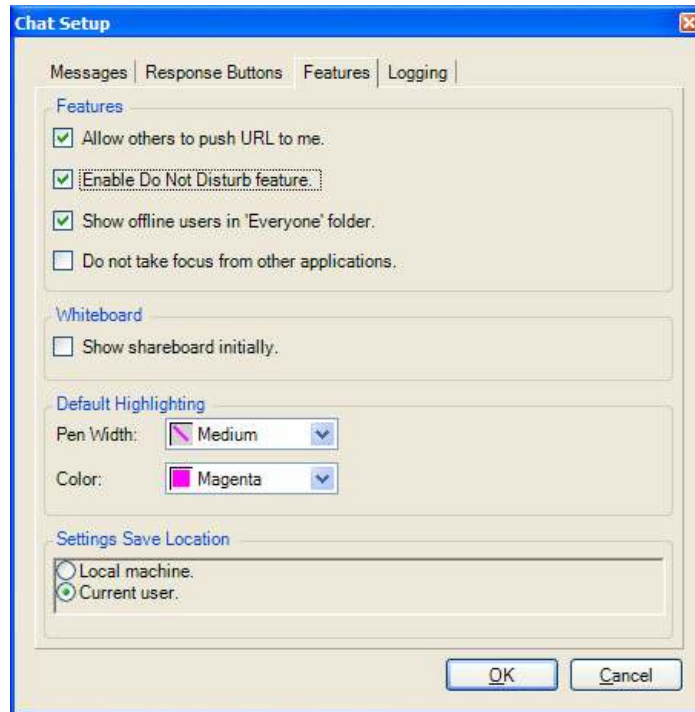 Chat Setup
Messages Response Buttons Features Logging
Features
Allow others to push URL to me.
Enable Do Not Disturb feature.
Show offline users in 'Everyone' folder.
Do not take focus from other applications.
Whiteboard
Show shareboard initially.
Default Highlighting
Pen Width: Medium
Color: Magenta
Settings Save Location
Local machine.
Current user.
OK Cancel